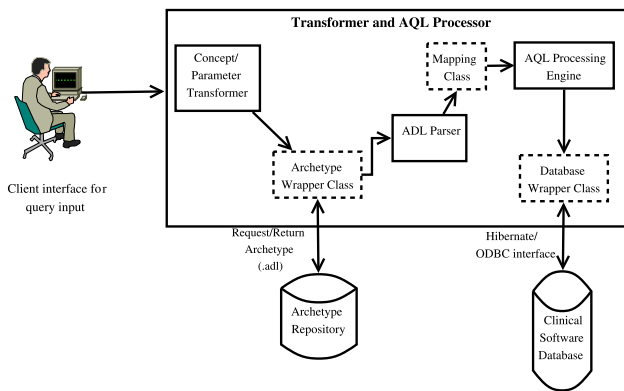 Transformer and AQL Processor
Concept/
Parameter
Transformer
Mapping
Class
AQL Processing
Engine
ADL Parser
Archetype
Wrapper Class
Database
Wrapper Class
Client interface for
query input
Request/Return
Archetype
(.adl)
Hibernate/
ODBC interface
Archetype
Repository
Clinical
Software
Database